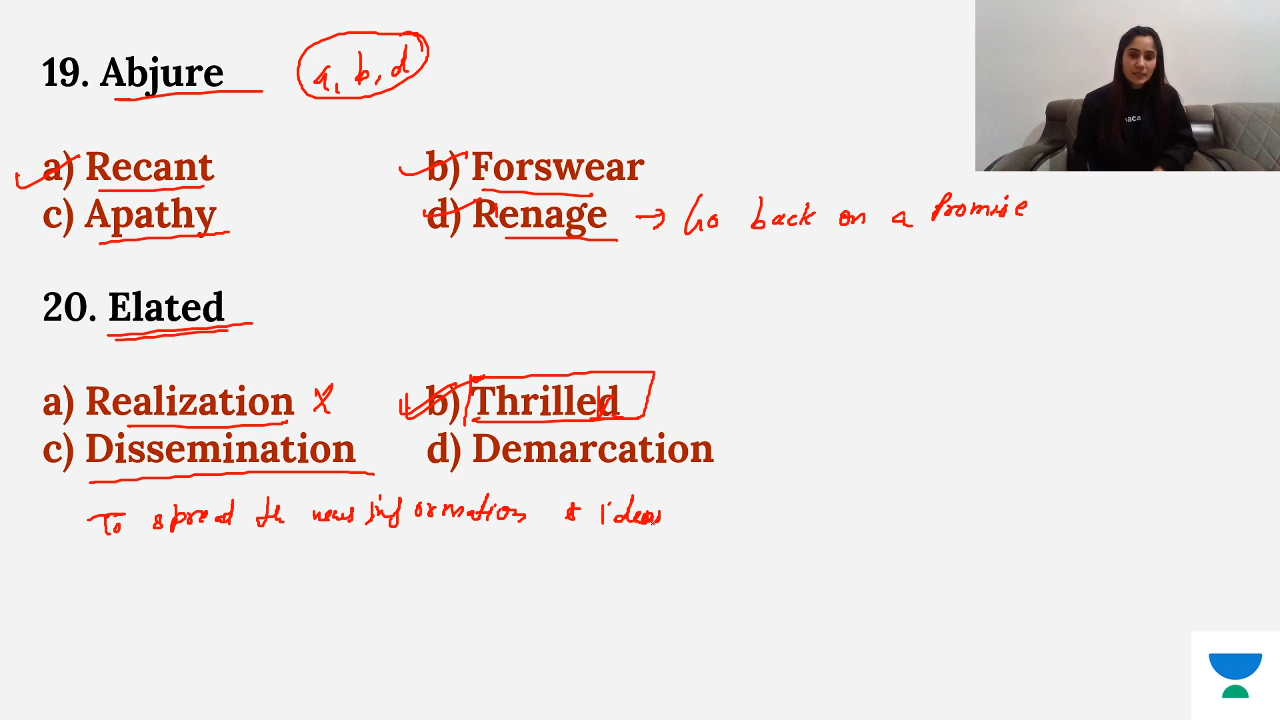 19. Abjure a, b, d
a) Recant b) Forswear
c) Apathy d) Renage → Go back on a Promise
20. Elated
a) Realization x b) Thrilled
c) Dissemination d) Demarcation
To spread the news information & ideas